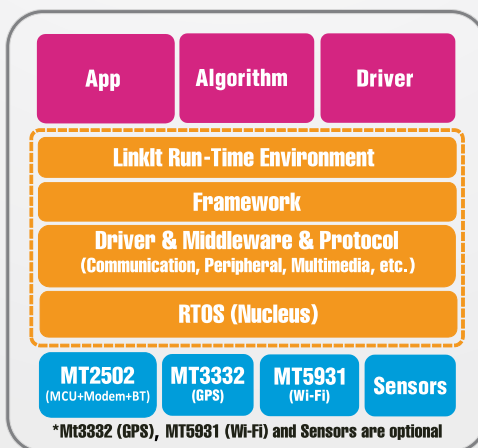 App Algorithm Driver
LinkIt Run-Time Environment
Framework
Driver & Middleware & Protocol
(Communication, Peripheral, Multimedia, etc.)
RTOS (Nucleus)
MT2502 MT3332 MT5931 Sensors
(MCU+Modem+BT) (GPS) (Wi-Fi)
*Mt3332 (GPS), MT5931 (Wi-Fi) and Sensors are optional